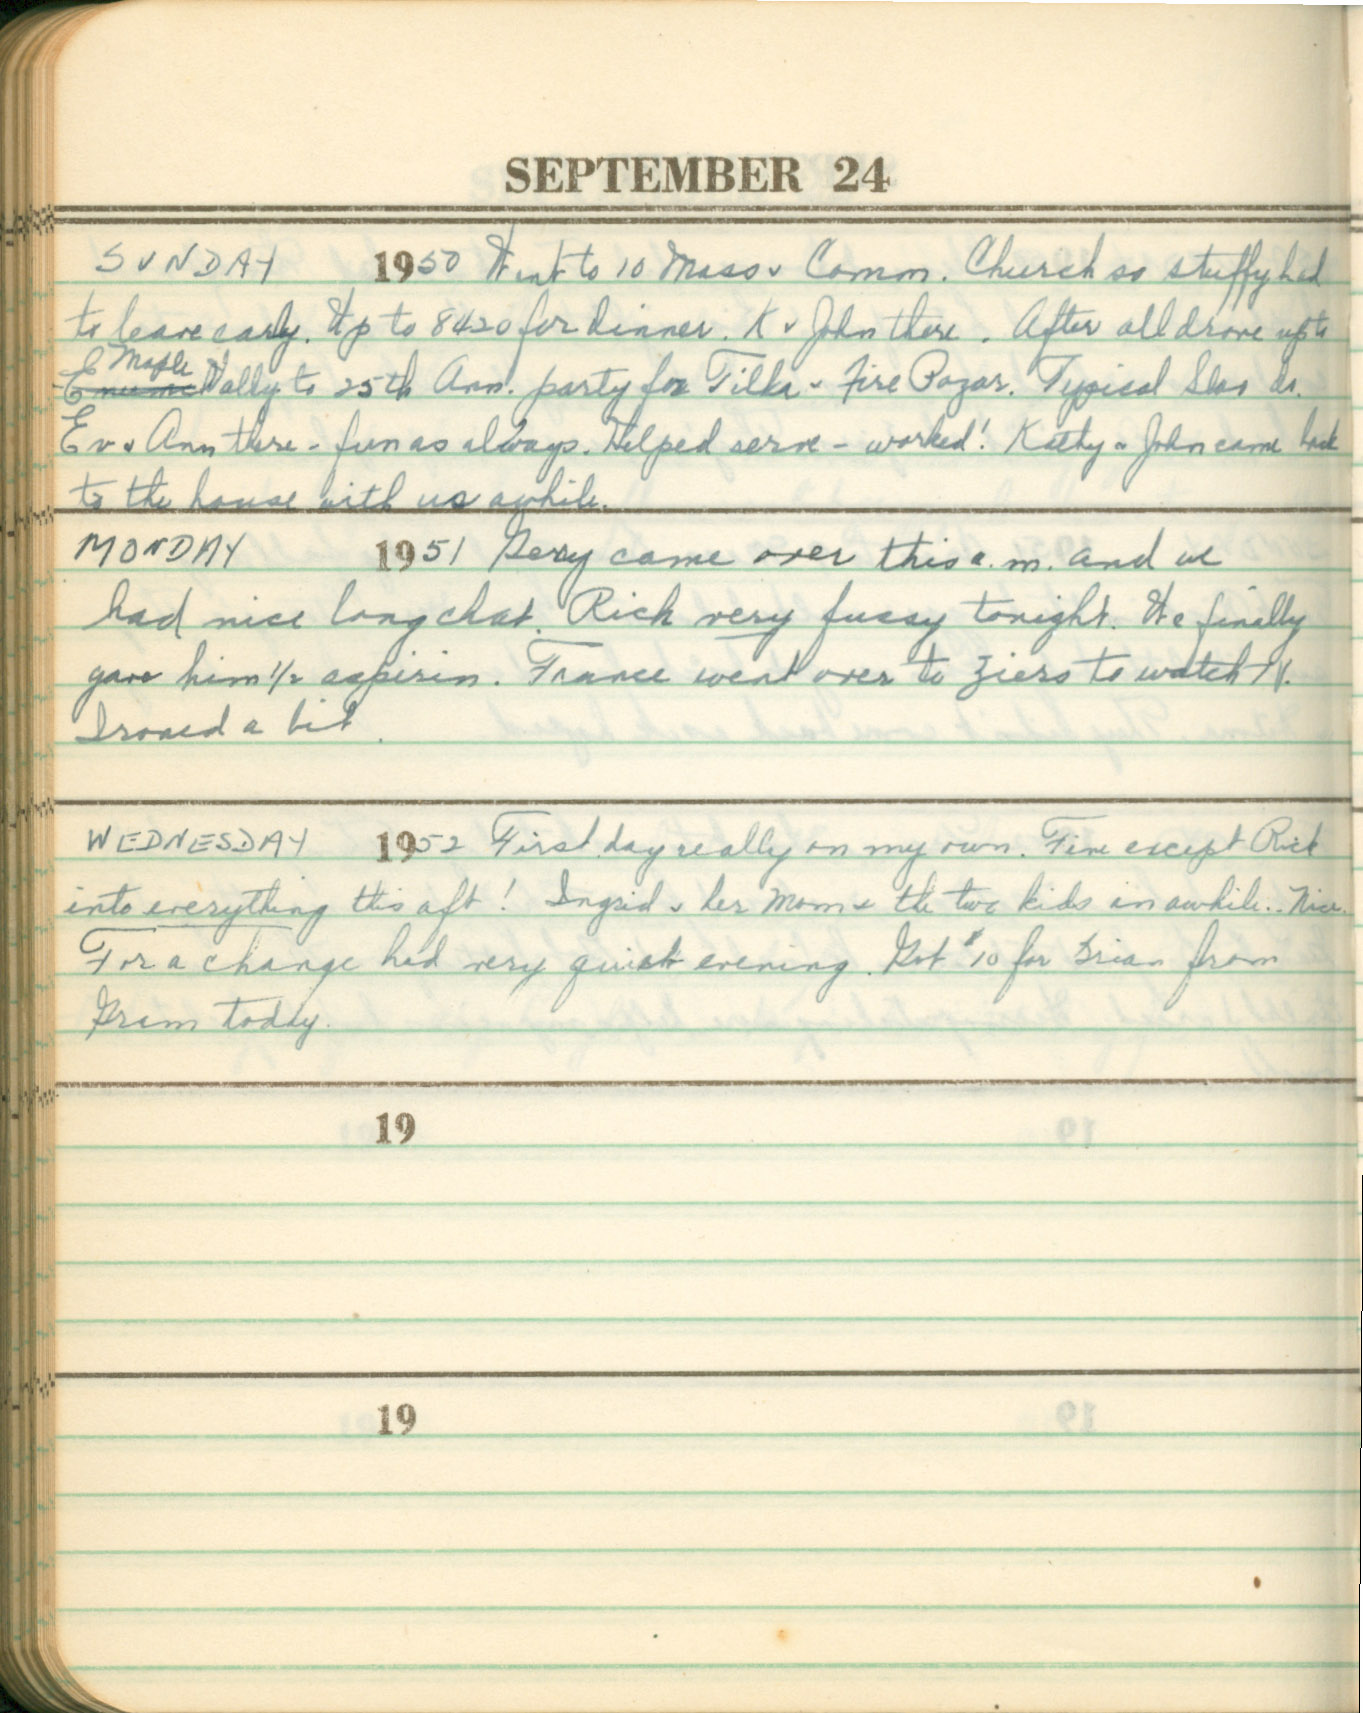 SEPTEMBER 24
SUNDAY 1950 Went to 10 Mass & Comm. Church so stuffy had
to leave early. Up to 8420 for dinner. K & John there. After all drove up to
E Maple Vally to 25th Ann. party for Tilka & Fire Pozar. Typical Slav do.
Ev & Ann there - fun as always. Helped serve - worked! Kathy & John came back
to the house with us awhile.
MONDAY 1951 came over this a.m. and we
had nice long chat. Rick very fussy tonight. We finally
gave him 1/2 aspirin. France went over to Ziers to watch TV.
Ironed a bit.
WEDNESDAY 1952 First day really on my own. Fine except Rick
into everything this aft! Ingrid & her Mom & the two kids in awhile.. Nice.
For a change had very quiet evening. Got $10 for Brian from
Gram today.
19
19